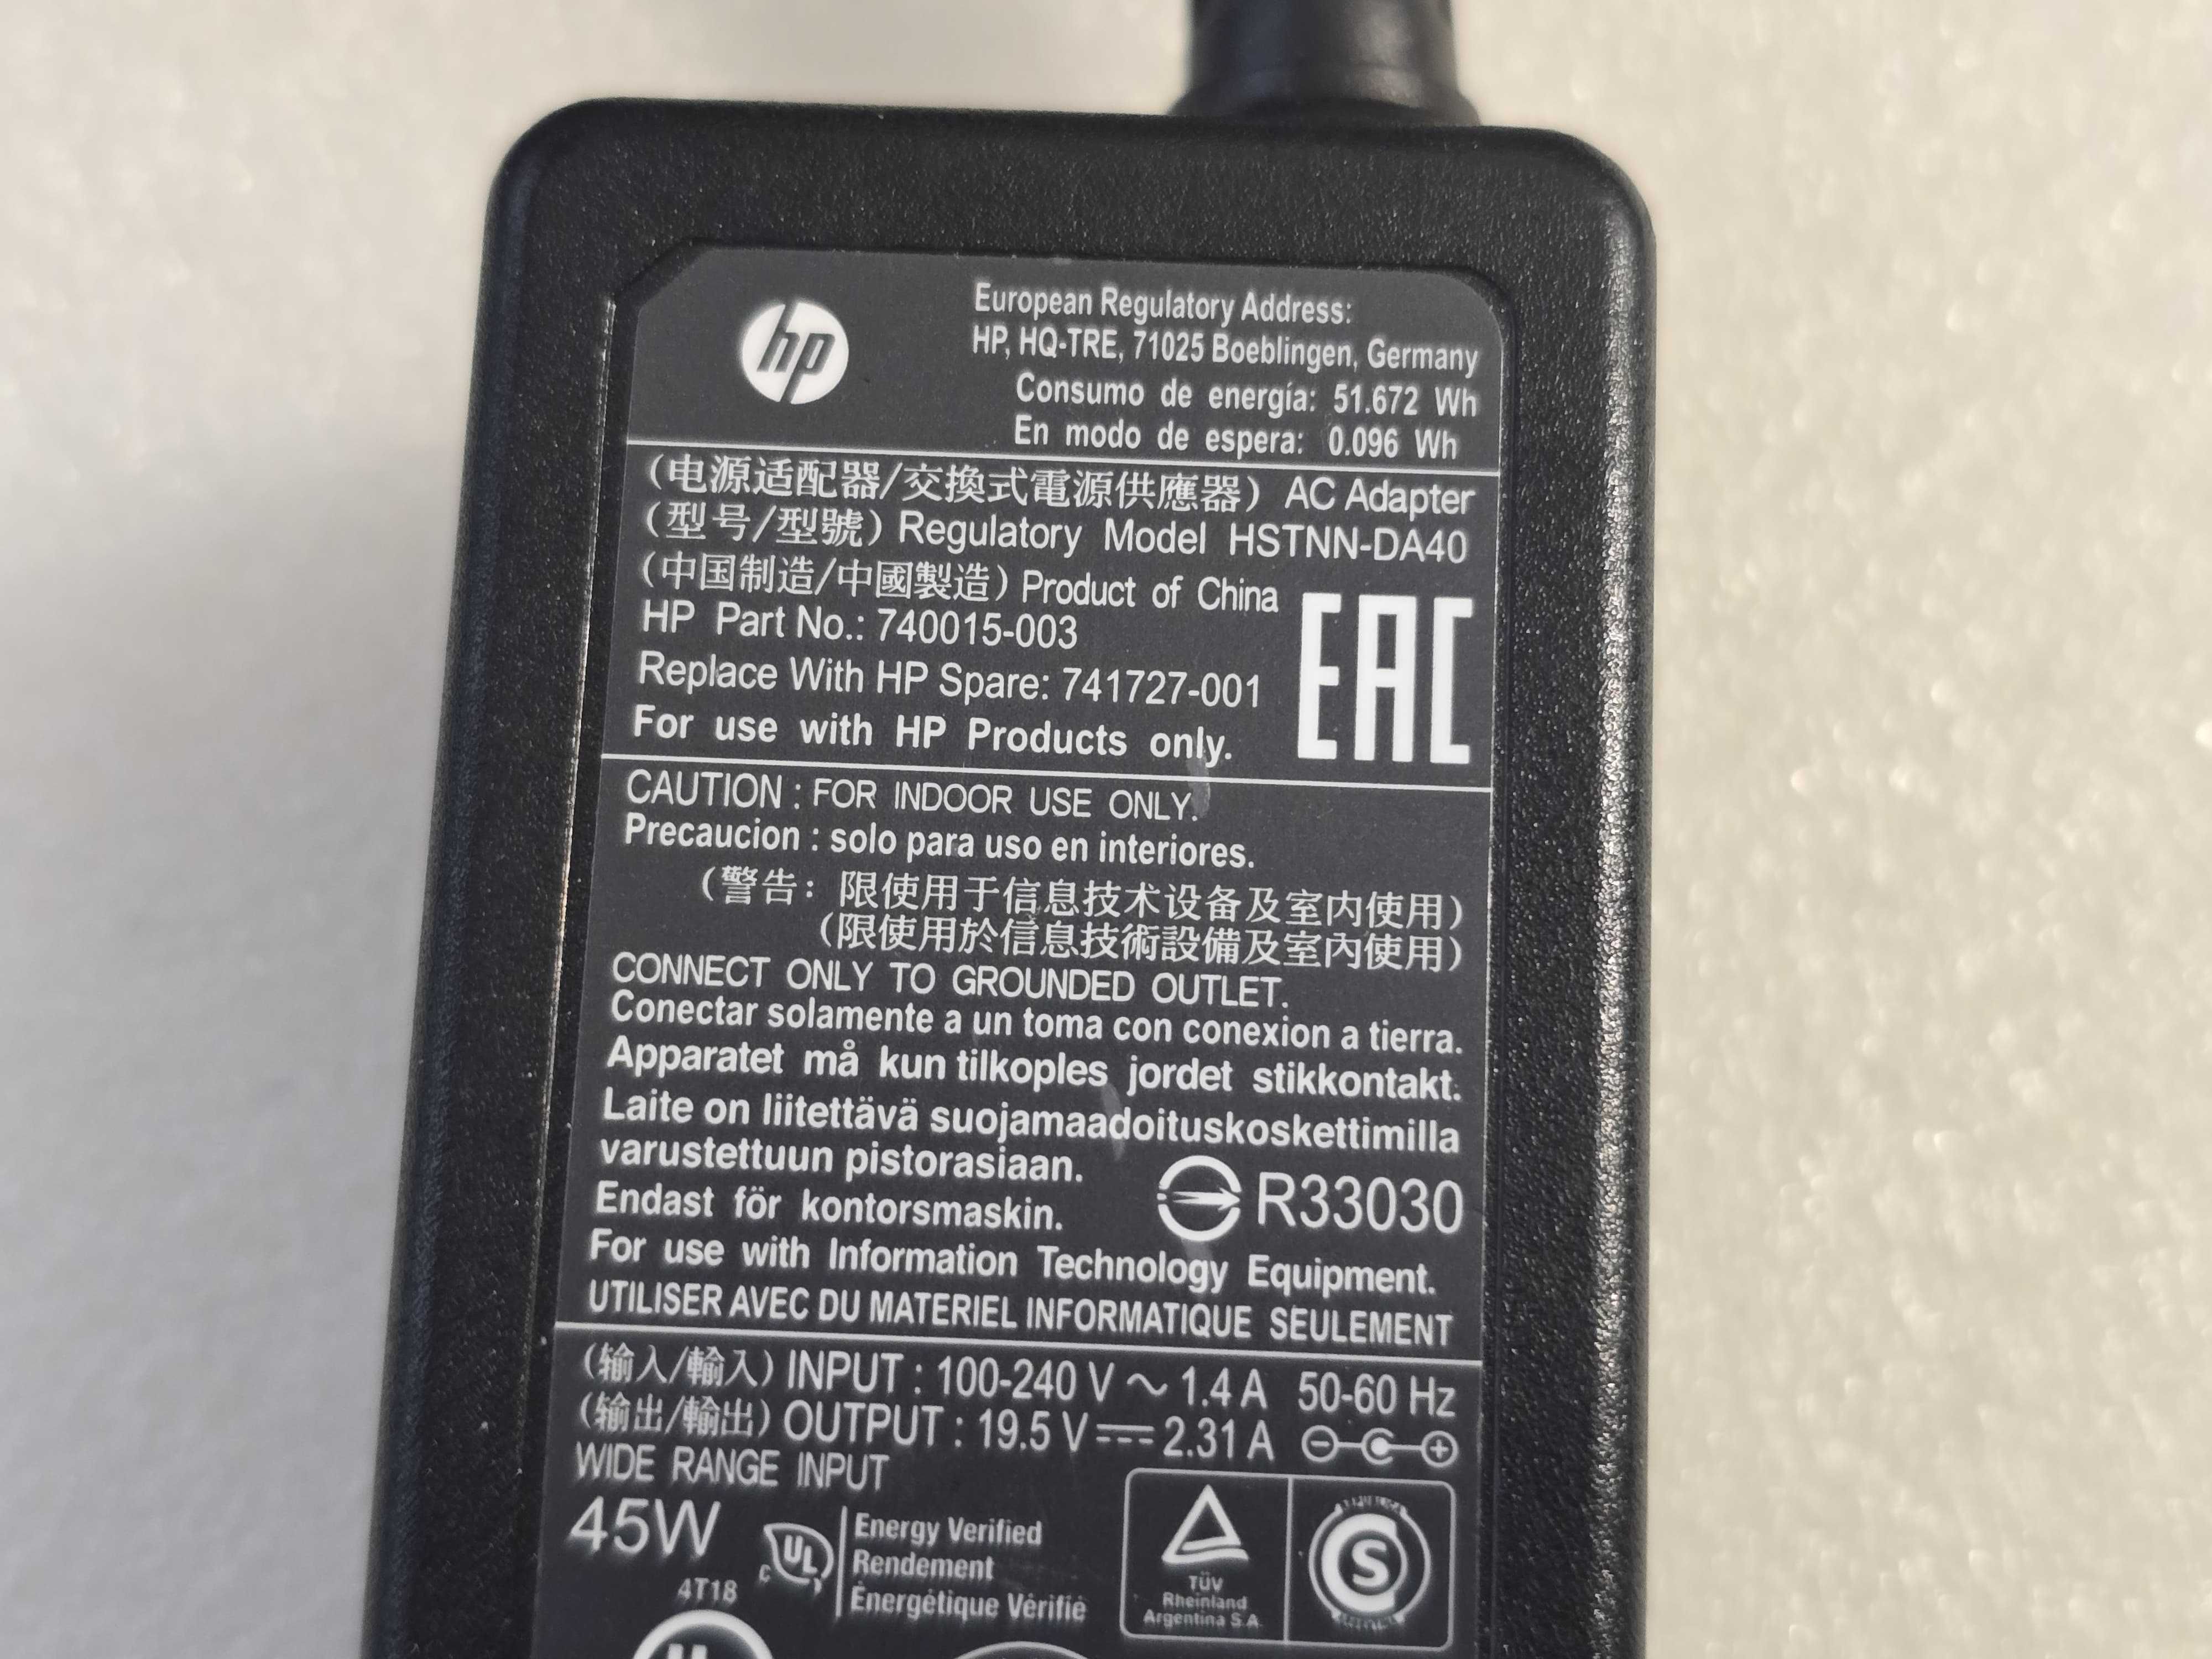 hp
European Regulatory Address:
HP, HQ-TRE, 71025 Boeblingen, Germany
Consumo de energía: 51.672 Wh
En modo de espera: 0.096 Wh
(电源适配器/交換式電源供應器) AC Adapter
(型号/型號) Regulatory Model HSTNN-DA40
(中国制造/中國製造) Product of China
HP Part No.: 740015-003
Replace With HP Spare: 741727-001
For use with HP Products only.
EAC
CAUTION : FOR INDOOR USE ONLY.
Precaucion : solo para uso en interiores.
(警告: 限使用于信息技术设备及室内使用)
(限使用於信息技術設備及室內使用)
CONNECT ONLY TO GROUNDED OUTLET.
Conectar solamente a un toma con conexion a tierra.
Apparatet må kun tilkoples jordet stikkontakt.
Laite on liitettävä suojamaadoituskoskettimilla
varustettuun pistorasiaan.
R33030
Endast för kontorsmaskin.
For use with Information Technology Equipment.
UTILISER AVEC DU MATERIEL INFORMATIQUE SEULEMENT
(输入/輸入) INPUT : 100-240 V ~ 1.4 A 50-60 Hz
(输出/輸出) OUTPUT : 19.5 V ⎓ 2.31 A
WIDE RANGE INPUT
45W
4T18
c UL
Energy Verified
Rendement
Énergétique Vérifié
TÜV
Rheinland
Argentina S.A.
S